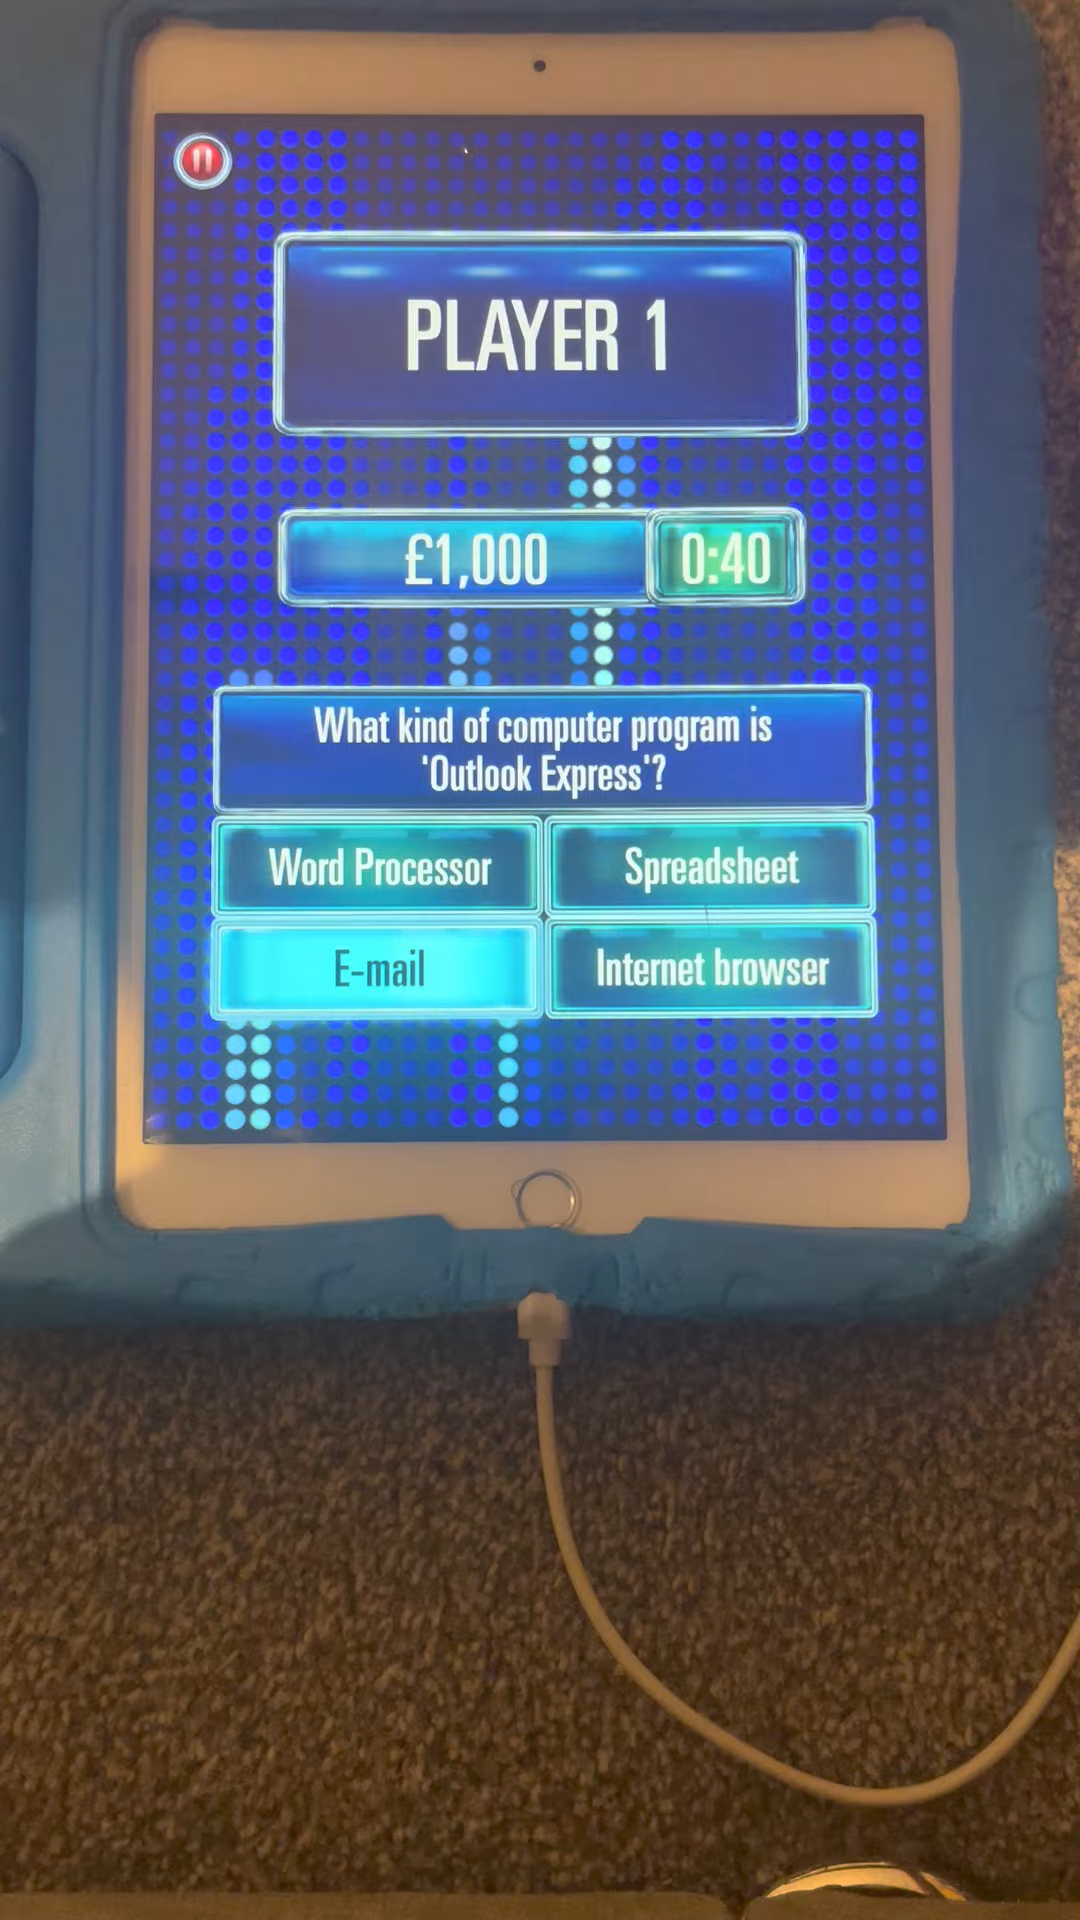 PLAYER 1
£1,000
0:40
What kind of computer program is
'Outlook Express'?
Word Processor
Spreadsheet
E-mail
Internet browser